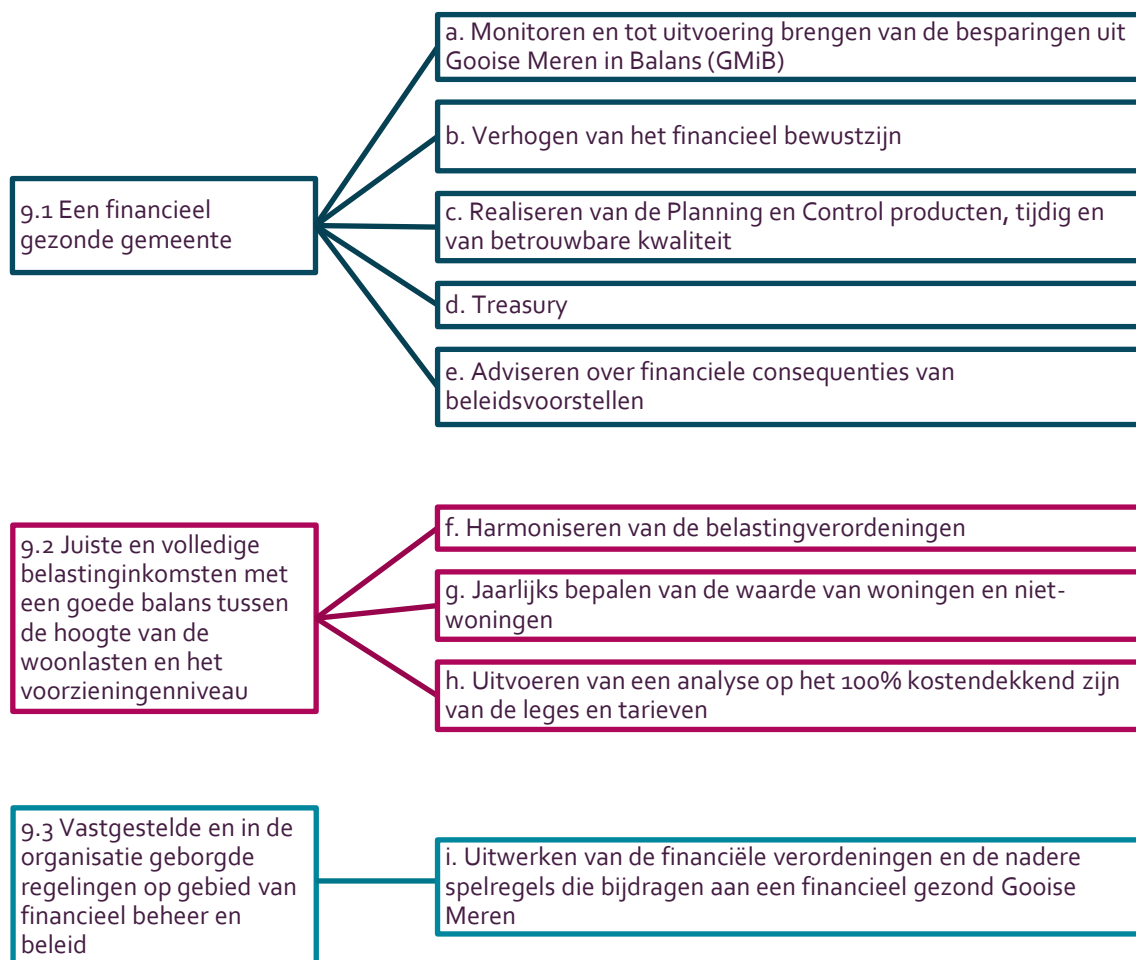 a. Monitoren en tot uitvoering brengen van de besparingen uit
Gooise Meren in Balans (GMiB)
b. Verhogen van het financieel bewustzijn
9.1 Een financieel
gezonde gemeente
c. Realiseren van de Planning en Control producten, tijdig en
van betrouwbare kwaliteit
d. Treasury
e. Adviseren over financiele consequenties van
beleidsvoorstellen
9.2 Juiste en volledige
belastinginkomsten met
een goede balans tussen
de hoogte van de
woonlasten en het
voorzieningenniveau
f. Harmoniseren van de belastingverordeningen
g. Jaarlijks bepalen van de waarde van woningen en niet-
woningen
h. Uitvoeren van een analyse op het 100% kostendekkend zijn
van de leges en tarieven
9.3 Vastgestelde en in de
organisatie geborgde
regelingen op gebied van
financieel beheer en
beleid
i. Uitwerken van de financiële verordeningen en de nadere
spelregels die bijdragen aan een financieel gezond Gooise
Meren